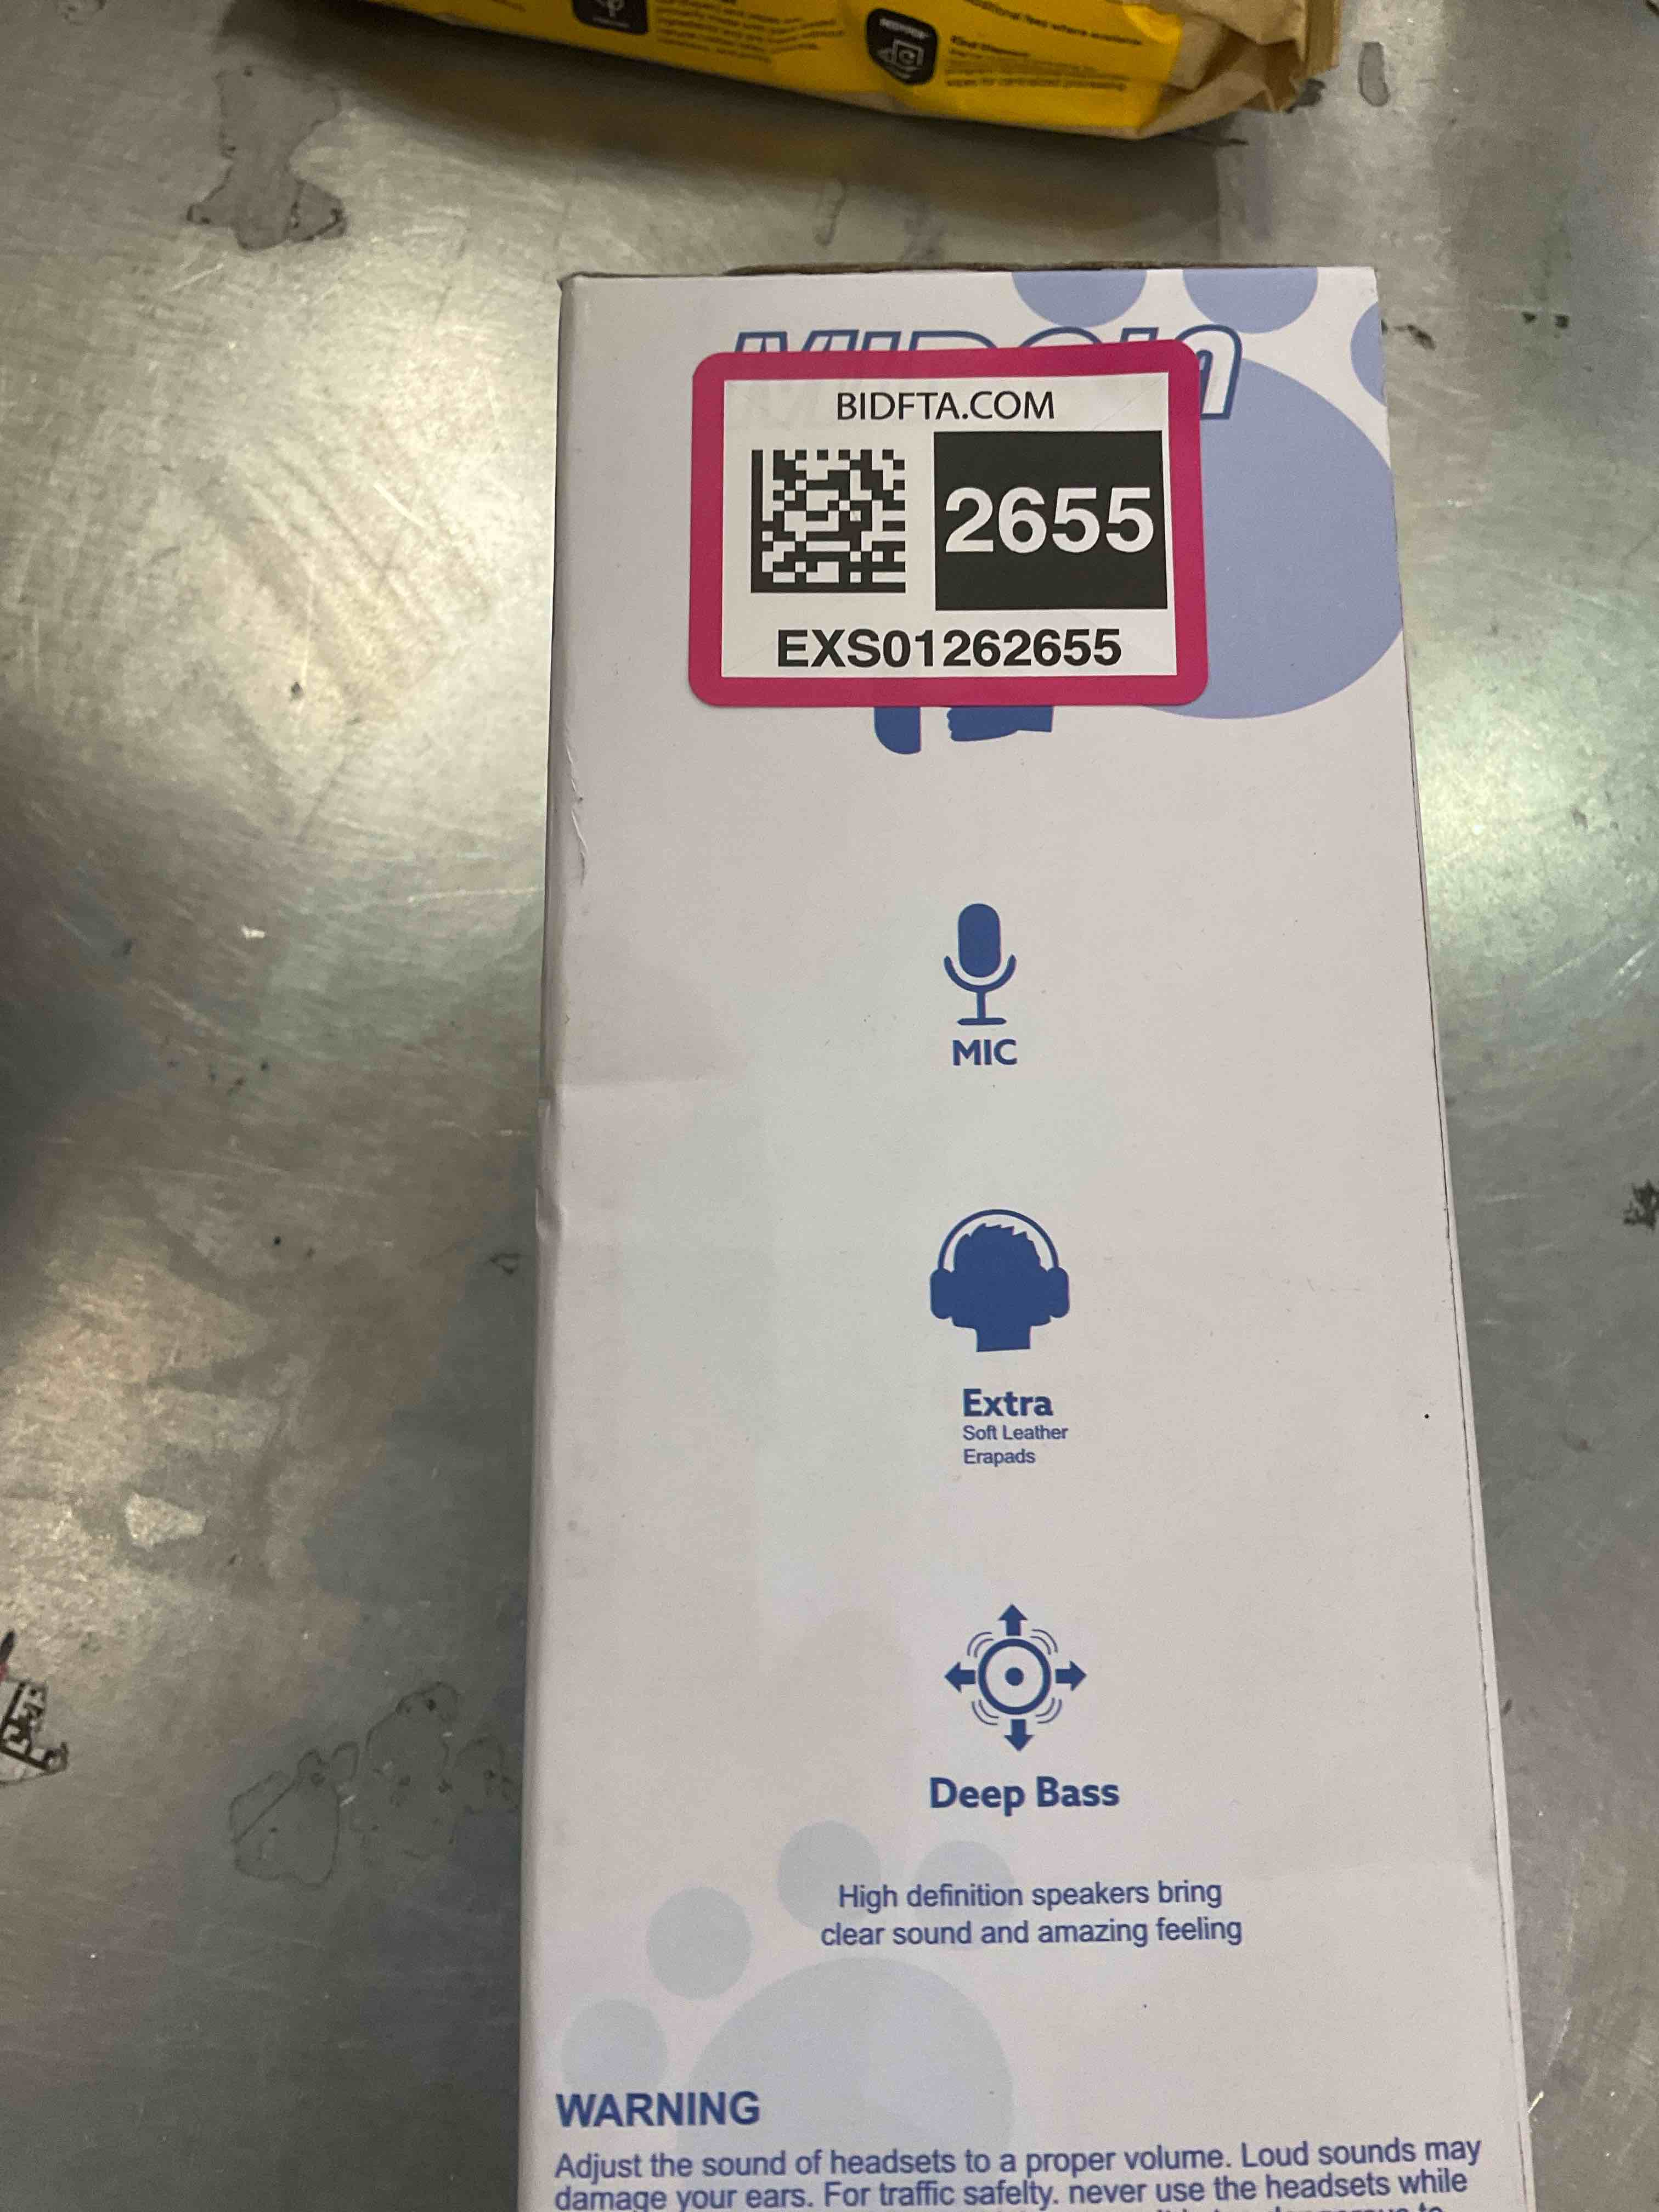 BIDFTA.COM
2655
EXS01262655
MIC
Extra
Soft Leather
Erapads
Deep Bass
High definition speakers bring
clear sound and amazing feeling
WARNING
Adjust the sound of headsets to a proper volume. Loud sounds may
damage your ears. For traffic safelty. never use the headsets while